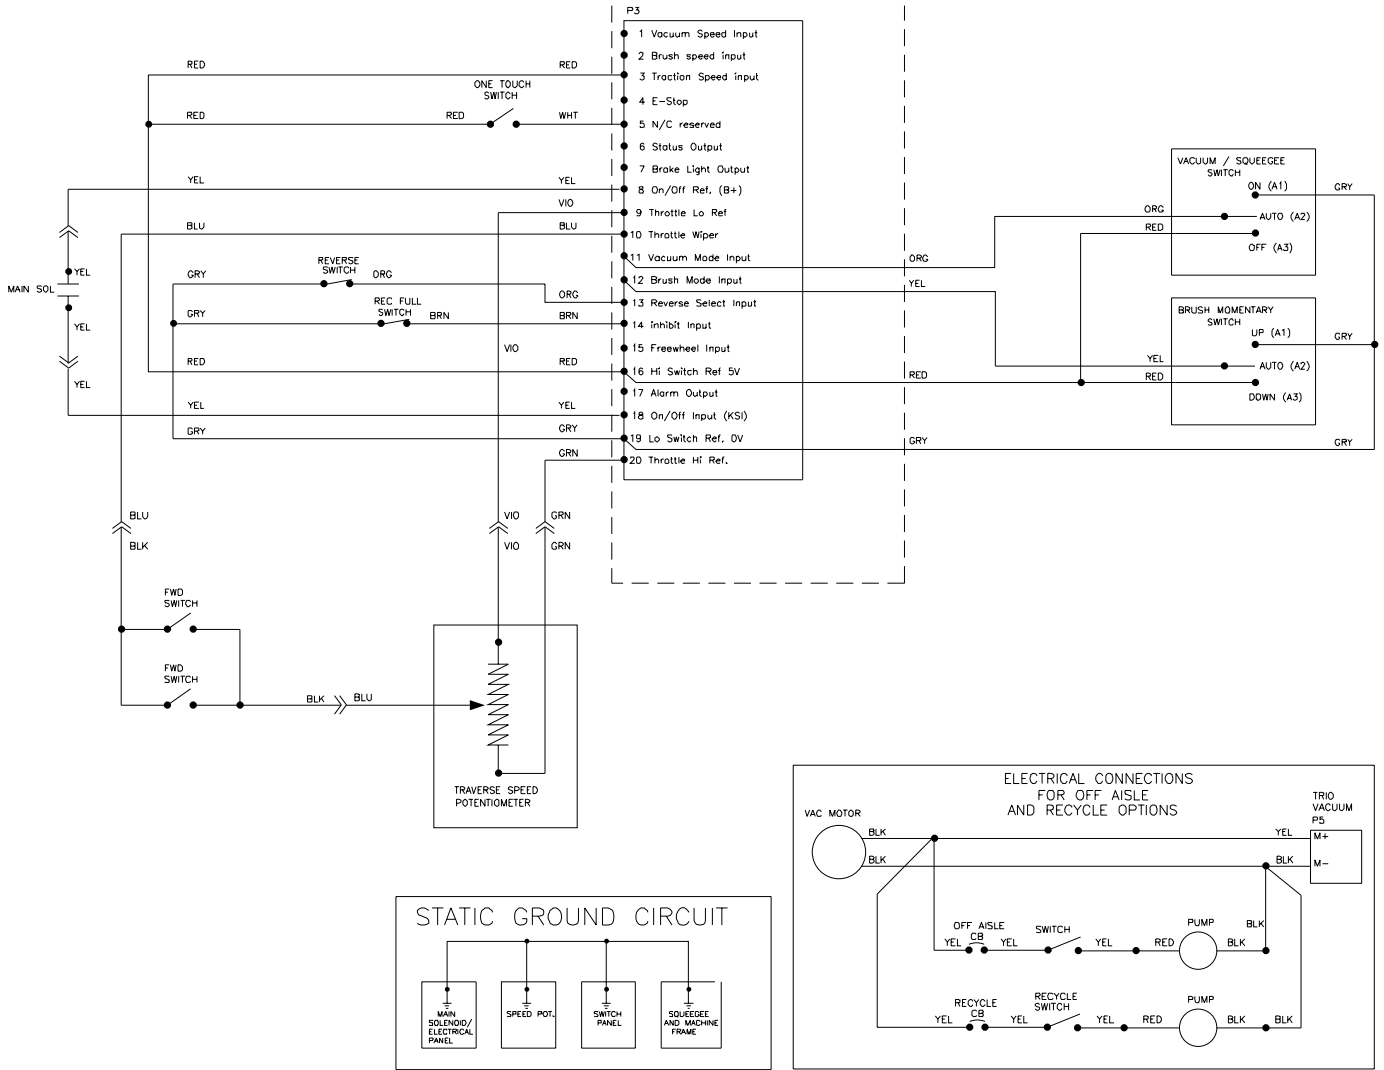 P3
1 Vacuum Speed Input
2 Brush speed input
3 Traction Speed input
4 E-Stop
5 N/C reserved
6 Status Output
7 Brake Light Output
8 On/Off Ref. (B+)
9 Throttle Lo Ref
10 Throttle Wiper
11 Vacuum Mode Input
12 Brush Mode Input
13 Reverse Select Input
14 inhibit Input
15 Freewheel Input
16 Hi Switch Ref 5V
17 Alarm Output
18 On/Off Input (KSI)
19 Lo Switch Ref. 0V
20 Throttle Hi Ref.
RED
RED
ONE TOUCH
SWITCH
RED
RED
WHT
YEL
YEL
VIO
BLU
BLU
YEL
MAIN SOL
YEL
YEL
REVERSE
SWITCH
GRY
ORG
ORG
REC FULL
SWITCH
GRY
BRN
BRN
VIO
RED
RED
YEL
YEL
GRY
GRY
GRN
BLU
BLK
VIO
VIO
GRN
GRN
FWD
SWITCH
FWD
SWITCH
BLK
BLU
TRAVERSE SPEED
POTENTIOMETER
ORG
YEL
RED
GRY
VACUUM / SQUEEGEE
SWITCH
ON (A1)
AUTO (A2)
OFF (A3)
ORG
RED
GRY
BRUSH MOMENTARY
SWITCH
UP (A1)
AUTO (A2)
DOWN (A3)
YEL
RED
GRY
GRY
STATIC GROUND CIRCUIT
MAIN
SOLENOID/
ELECTRICAL
PANEL
SPEED POT.
SWITCH
PANEL
SQUEEGEE
AND MACHINE
FRAME
ELECTRICAL CONNECTIONS
FOR OFF AISLE
AND RECYCLE OPTIONS
VAC MOTOR
TRIO
VACUUM
P5
BLK
YEL
M+
BLK
BLK
M-
OFF AISLE
CB
SWITCH
PUMP
YEL
YEL
YEL
RED
BLK
BLK
RECYCLE
CB
RECYCLE
SWITCH
PUMP
YEL
YEL
YEL
RED
BLK
BLK